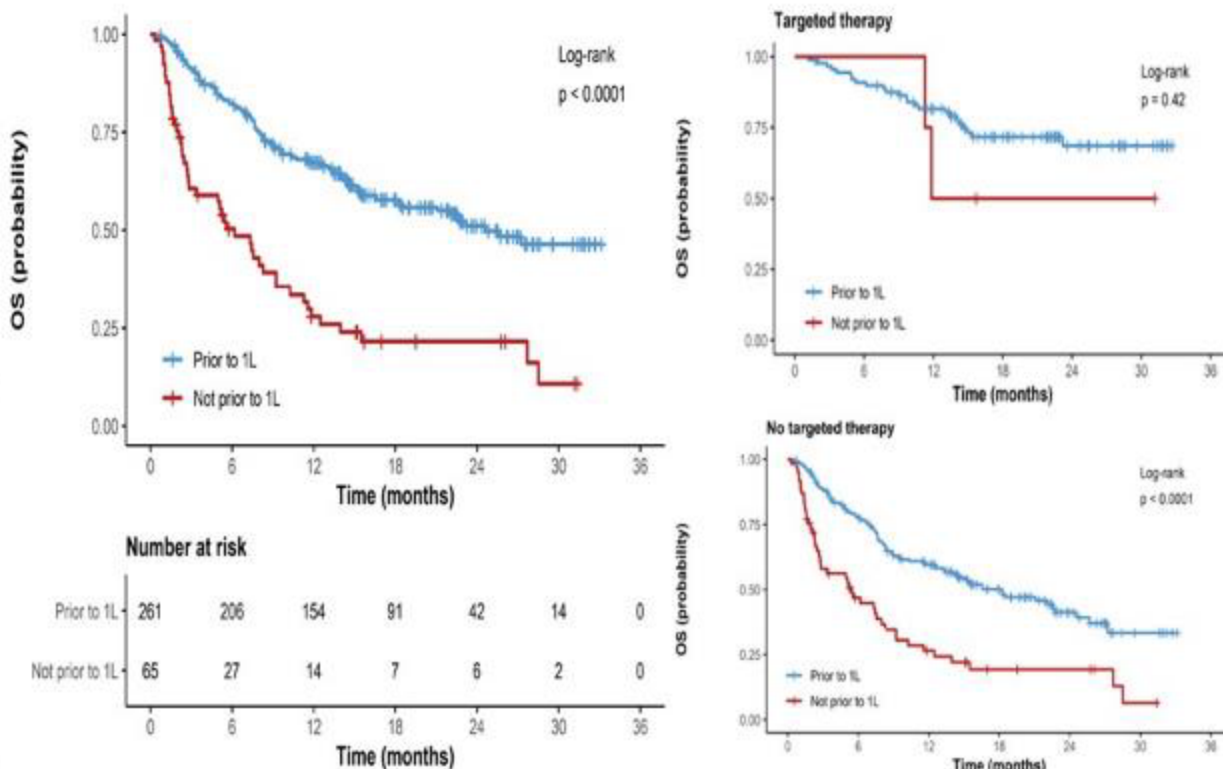 OS (probability)
1.00
0.75
0.50
0.25
0.00
Log-rank
p < 0.0001
Prior to 1L
Not prior to 1L
0 6 12 18 24 30 36
Time (months)
Number at risk
Prior to 1L 261 206 154 91 42 14 0
Not prior to 1L 65 27 14 7 6 2 0
0 6 12 18 24 30 36
Time (months)
Targeted therapy
OS (probability)
1.00
0.75
0.50
0.25
0.00
Log-rank
p = 0.42
Prior to 1L
Not prior to 1L
0 6 12 18 24 30 36
Time (months)
No targeted therapy
OS (probability)
1.00
0.75
0.50
0.25
0.00
Log-rank
p < 0.0001
Prior to 1L
Not prior to 1L
0 6 12 18 24 30 36
Time (months)